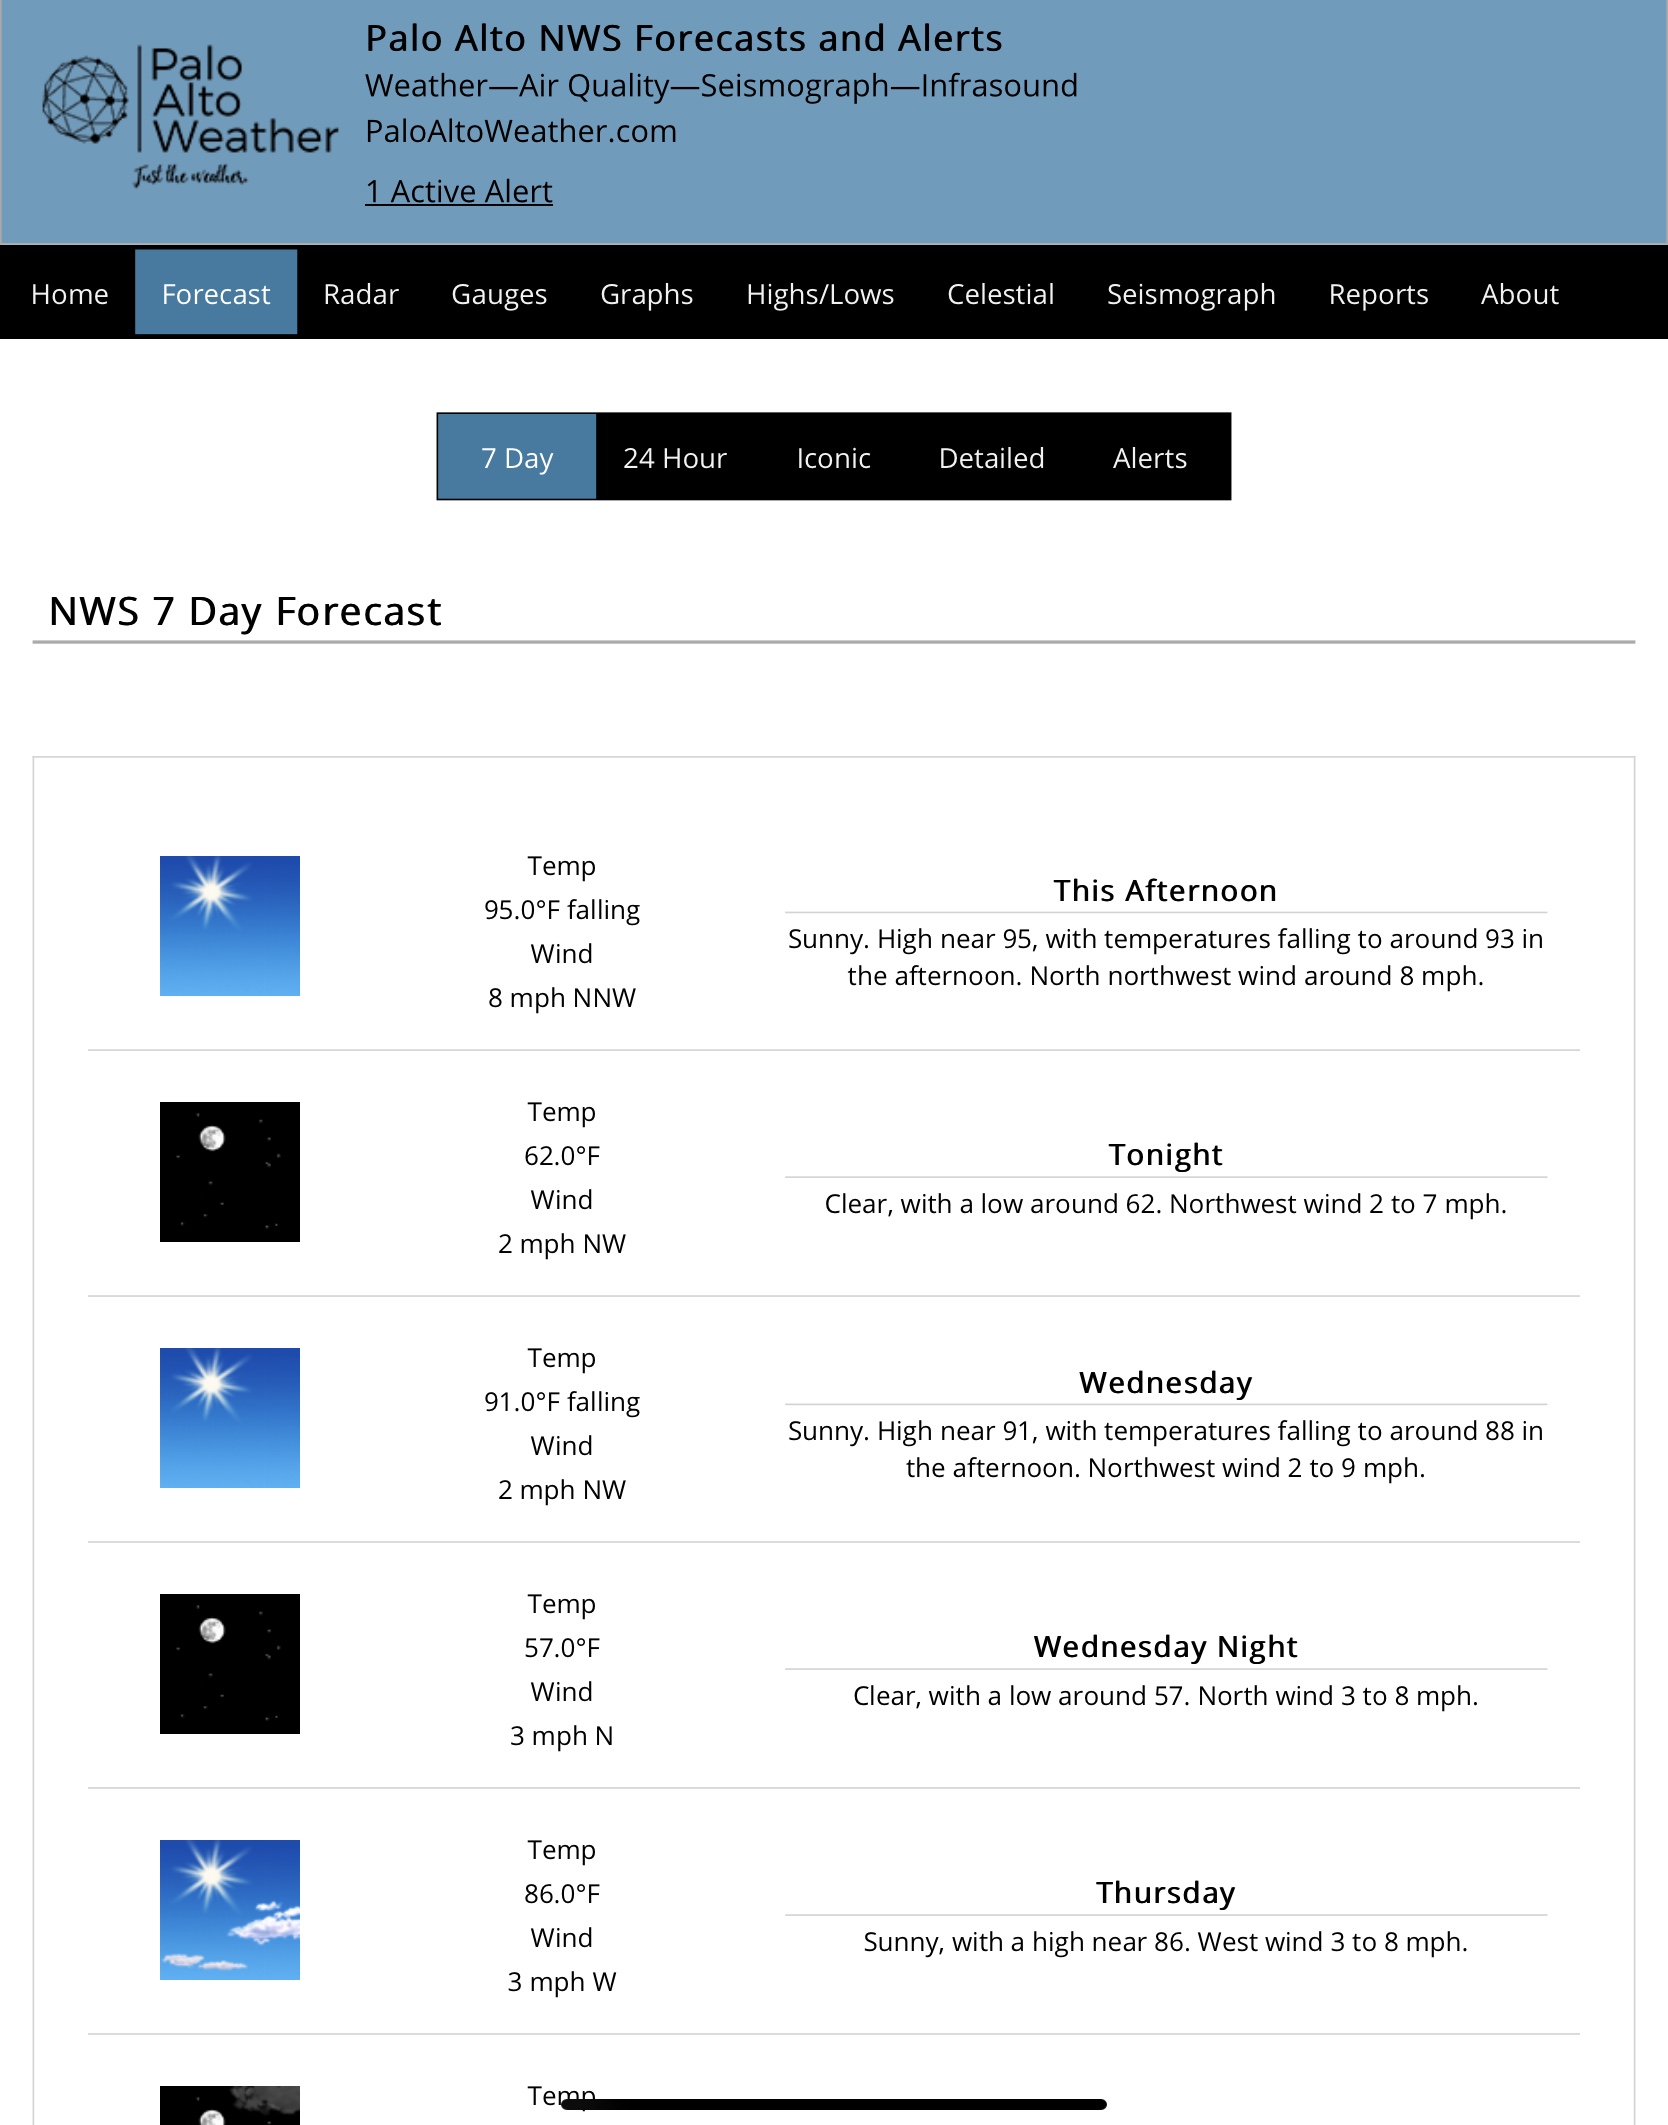 Palo
Alto
Weather
Just the weather.
Palo Alto NWS Forecasts and Alerts
Weather—Air Quality—Seismograph—Infrasound
PaloAltoWeather.com
1 Active Alert
Home Forecast Radar Gauges Graphs Highs/Lows Celestial Seismograph Reports About
7 Day 24 Hour Iconic Detailed Alerts
NWS 7 Day Forecast
Temp
95.0°F falling
Wind
8 mph NNW
This Afternoon
Sunny. High near 95, with temperatures falling to around 93 in
the afternoon. North northwest wind around 8 mph.
Temp
62.0°F
Wind
2 mph NW
Tonight
Clear, with a low around 62. Northwest wind 2 to 7 mph.
Temp
91.0°F falling
Wind
2 mph NW
Wednesday
Sunny. High near 91, with temperatures falling to around 88 in
the afternoon. Northwest wind 2 to 9 mph.
Temp
57.0°F
Wind
3 mph N
Wednesday Night
Clear, with a low around 57. North wind 3 to 8 mph.
Temp
86.0°F
Wind
3 mph W
Thursday
Sunny, with a high near 86. West wind 3 to 8 mph.
Temp